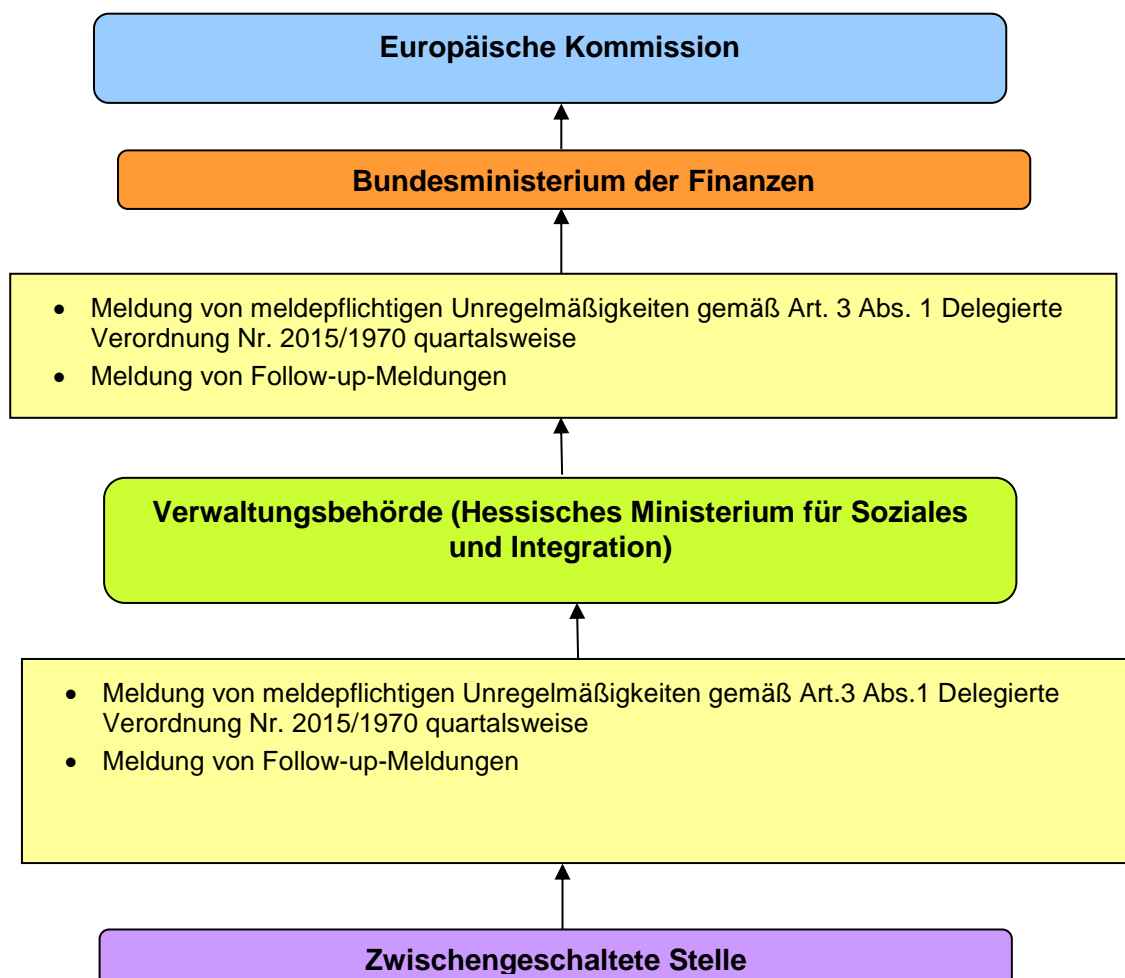 Europäische Kommission
Bundesministerium der Finanzen
• Meldung von meldepflichtigen Unregelmäßigkeiten gemäß Art. 3 Abs. 1 Delegierte
Verordnung Nr. 2015/1970 quartalsweise
• Meldung von Follow-up-Meldungen
Verwaltungsbehörde (Hessisches Ministerium für Soziales
und Integration)
• Meldung von meldepflichtigen Unregelmäßigkeiten gemäß Art.3 Abs.1 Delegierte
Verordnung Nr. 2015/1970 quartalsweise
• Meldung von Follow-up-Meldungen
Zwischengeschaltete Stelle